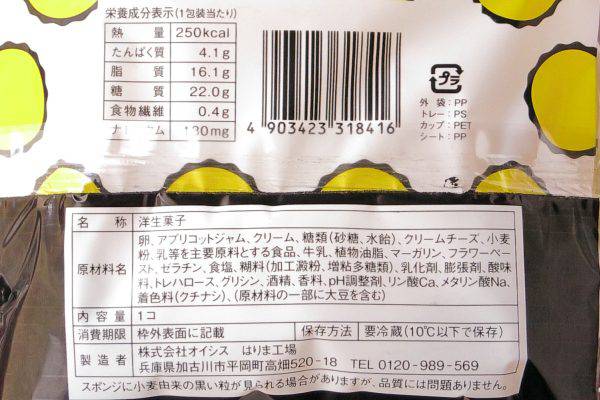 栄養成分表示(1包装当たり)
熱量 250kcal
たんぱく質 4.1g
脂質 16.1g
糖質 22.0g
食物繊維 0.4g
ナトリウム 130mg
4 903423 318416
プラ
外袋:PP
トレー:PS
カップ:PET
シート:PP
名称 洋生菓子
原材料名 卵、アプリコットジャム、クリーム、糖類(砂糖、水飴)、クリームチーズ、小麦
粉、乳等を主要原料とする食品、牛乳、植物油脂、マーガリン、フラワーペー
スト、ゼラチン、食塩、糊料(加工澱粉、増粘多糖類)、乳化剤、膨張剤、酸味
料、トレハロース、グリシン、酒精、香料、pH調整剤、リン酸Ca、メタリン酸Na、
着色料(クチナシ)、(原材料の一部に大豆を含む)
内容量 1コ
消費期限 枠外表面に記載 保存方法 要冷蔵(10℃以下で保存)
製造者 株式会社オイシス はりま工場
兵庫県加古川市平岡町高畑520-18 TEL 0120-989-569
スポンジに小麦由来の黒い粒が見られる場合がありますが、品質には問題ありません。